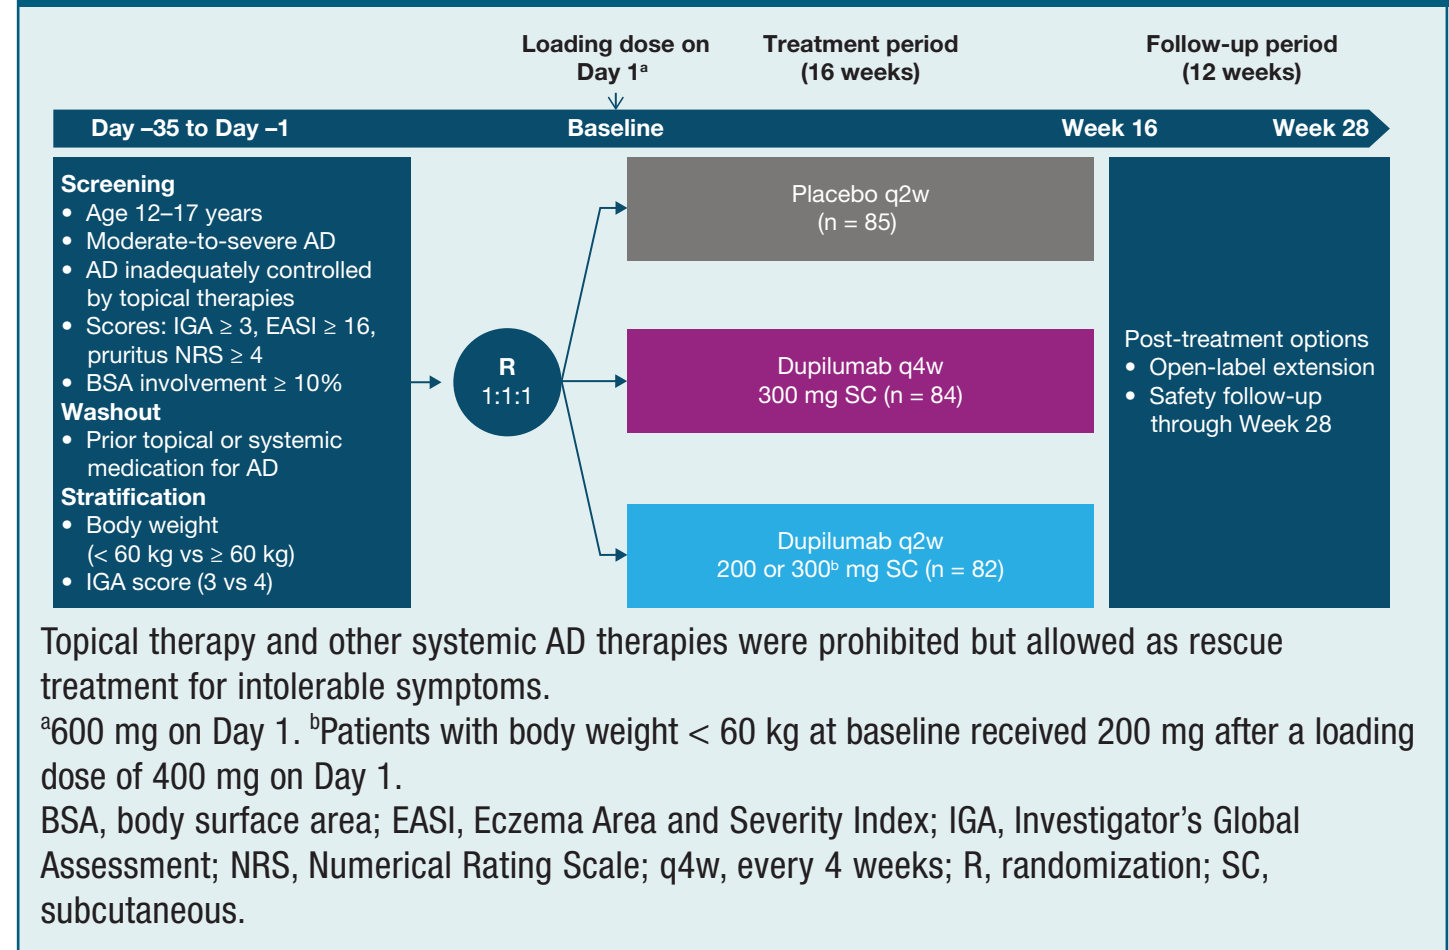 Loading dose on
Day 1ᵃ
Treatment period
(16 weeks)
Follow-up period
(12 weeks)
Day –35 to Day –1
Baseline
Week 16
Week 28
Screening
• Age 12–17 years
• Moderate-to-severe AD
• AD inadequately controlled
by topical therapies
• Scores: IGA ≥ 3, EASI ≥ 16,
pruritus NRS ≥ 4
• BSA involvement ≥ 10%
Washout
• Prior topical or systemic
medication for AD
Stratification
• Body weight
(< 60 kg vs ≥ 60 kg)
• IGA score (3 vs 4)
R
1:1:1
Placebo q2w
(n = 85)
Dupilumab q4w
300 mg SC (n = 84)
Dupilumab q2w
200 or 300ᵇ mg SC (n = 82)
Post-treatment options
• Open-label extension
• Safety follow-up
through Week 28
Topical therapy and other systemic AD therapies were prohibited but allowed as rescue
treatment for intolerable symptoms.
ᵃ600 mg on Day 1. ᵇPatients with body weight < 60 kg at baseline received 200 mg after a loading
dose of 400 mg on Day 1.
BSA, body surface area; EASI, Eczema Area and Severity Index; IGA, Investigator’s Global
Assessment; NRS, Numerical Rating Scale; q4w, every 4 weeks; R, randomization; SC,
subcutaneous.